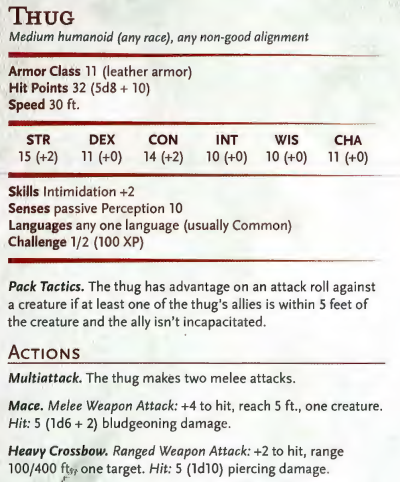 THUG
Medium humanoid (any race), any non-good alignment
Armor Class 11 (leather armor)
Hit Points 32 (5d8 + 10)
Speed 30 ft.
STR DEX CON INT WIS CHA
15 (+2) 11 (+0) 14 (+2) 10 (+0) 10 (+0) 11 (+0)
Skills Intimidation +2
Senses passive Perception 10
Languages any one language (usually Common)
Challenge 1/2 (100 XP)
Pack Tactics. The thug has advantage on an attack roll against
a creature if at least one of the thug's allies is within 5 feet of
the creature and the ally isn't incapacitated.
ACTIONS
Multiattack. The thug makes two melee attacks.
Mace. Melee Weapon Attack: +4 to hit, reach 5 ft., one creature.
Hit: 5 (1d6 + 2) bludgeoning damage.
Heavy Crossbow. Ranged Weapon Attack: +2 to hit, range
100/400 ft., one target. Hit: 5 (1d10) piercing damage.